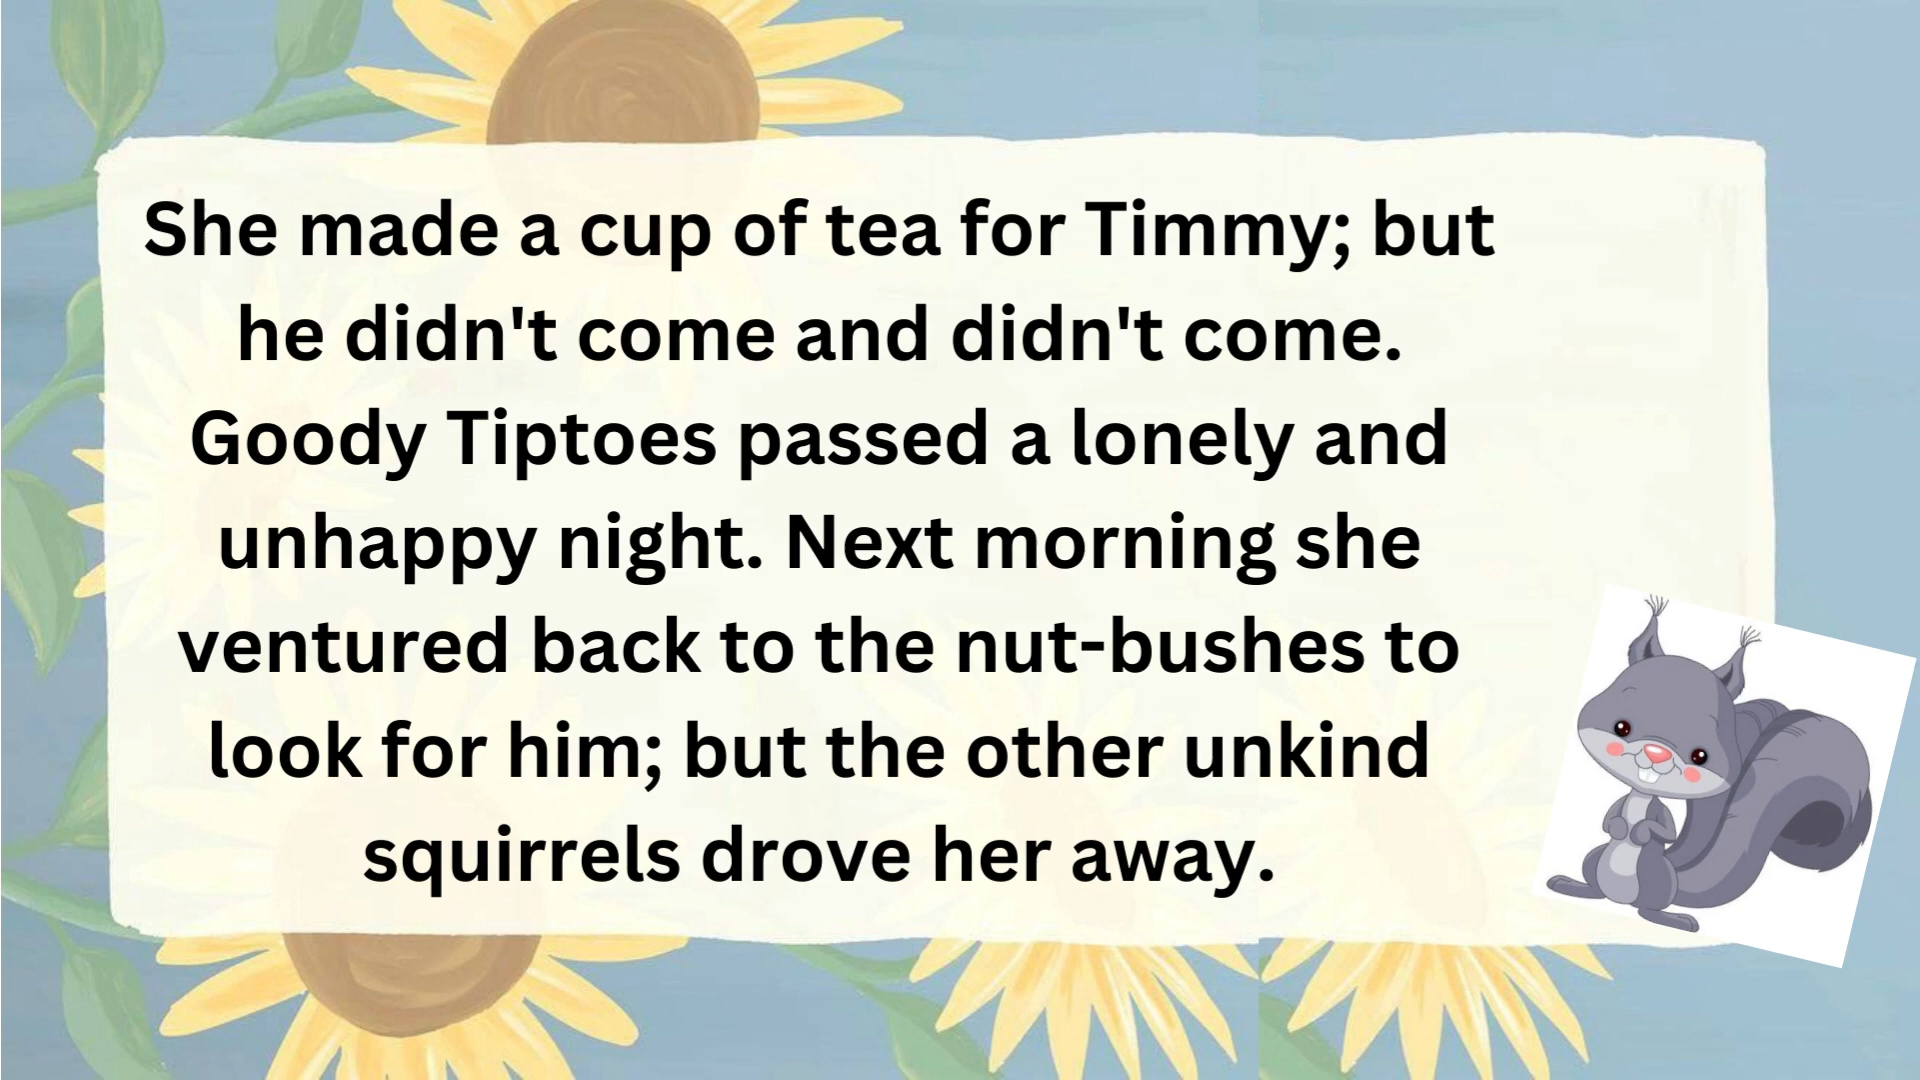 She made a cup of tea for Timmy; but
he didn't come and didn't come.
Goody Tiptoes passed a lonely and
unhappy night. Next morning she
ventured back to the nut-bushes to
look for him; but the other unkind
squirrels drove her away.